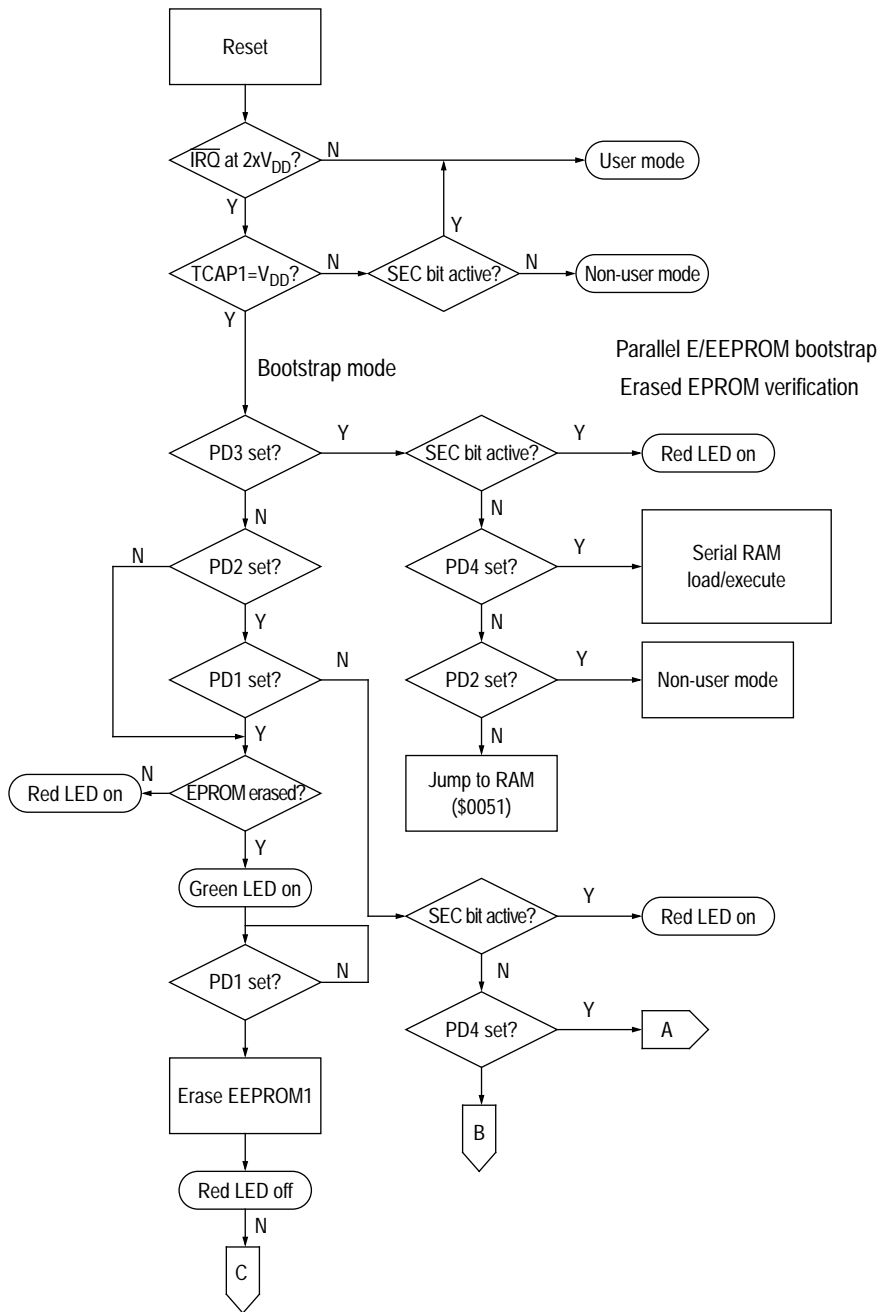 Reset
IRQ at 2xVDD?
N
User mode
Y
Y
TCAP1=VDD?
N
SEC bit active?
N
Non-user mode
Y
Parallel E/EEPROM bootstrap
Bootstrap mode
Erased EPROM verification
PD3 set?
Y
SEC bit active?
Y
Red LED on
N
N
N
PD2 set?
PD4 set?
Y
Serial RAM
load/execute
Y
N
PD1 set?
N
PD2 set?
Y
Non-user mode
Y
N
Red LED on
N
EPROM erased?
Jump to RAM
($0051)
Y
Green LED on
SEC bit active?
Y
Red LED on
PD1 set?
N
N
PD4 set?
Y
A
Erase EEPROM1
B
Red LED off
N
C